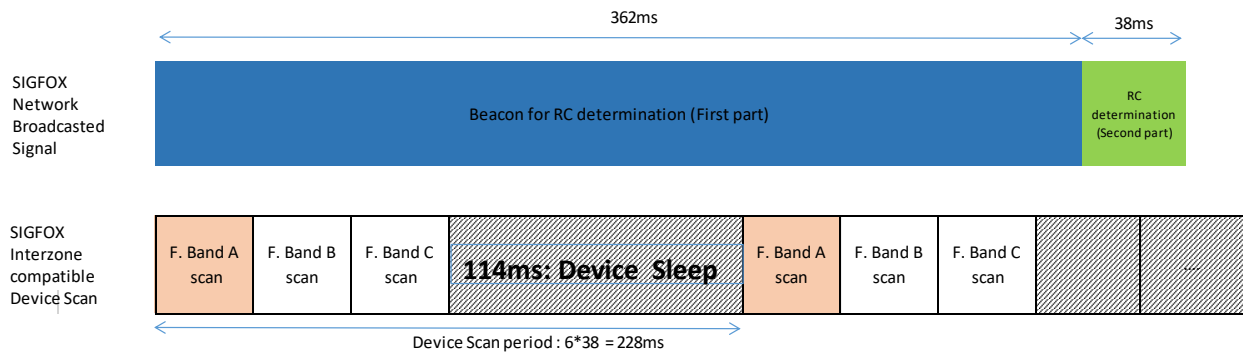 362ms
38ms
SIGFOX
Network
Broadcasted
Signal
Beacon for RC determination (First part)
RC
determination
(Second part)
SIGFOX
Interzone
compatible
Device Scan
F. Band A
scan
F. Band B
scan
F. Band C
scan
114ms: Device Sleep
F. Band A
scan
F. Band B
scan
F. Band C
scan
....
Device Scan period : 6*38 = 228ms